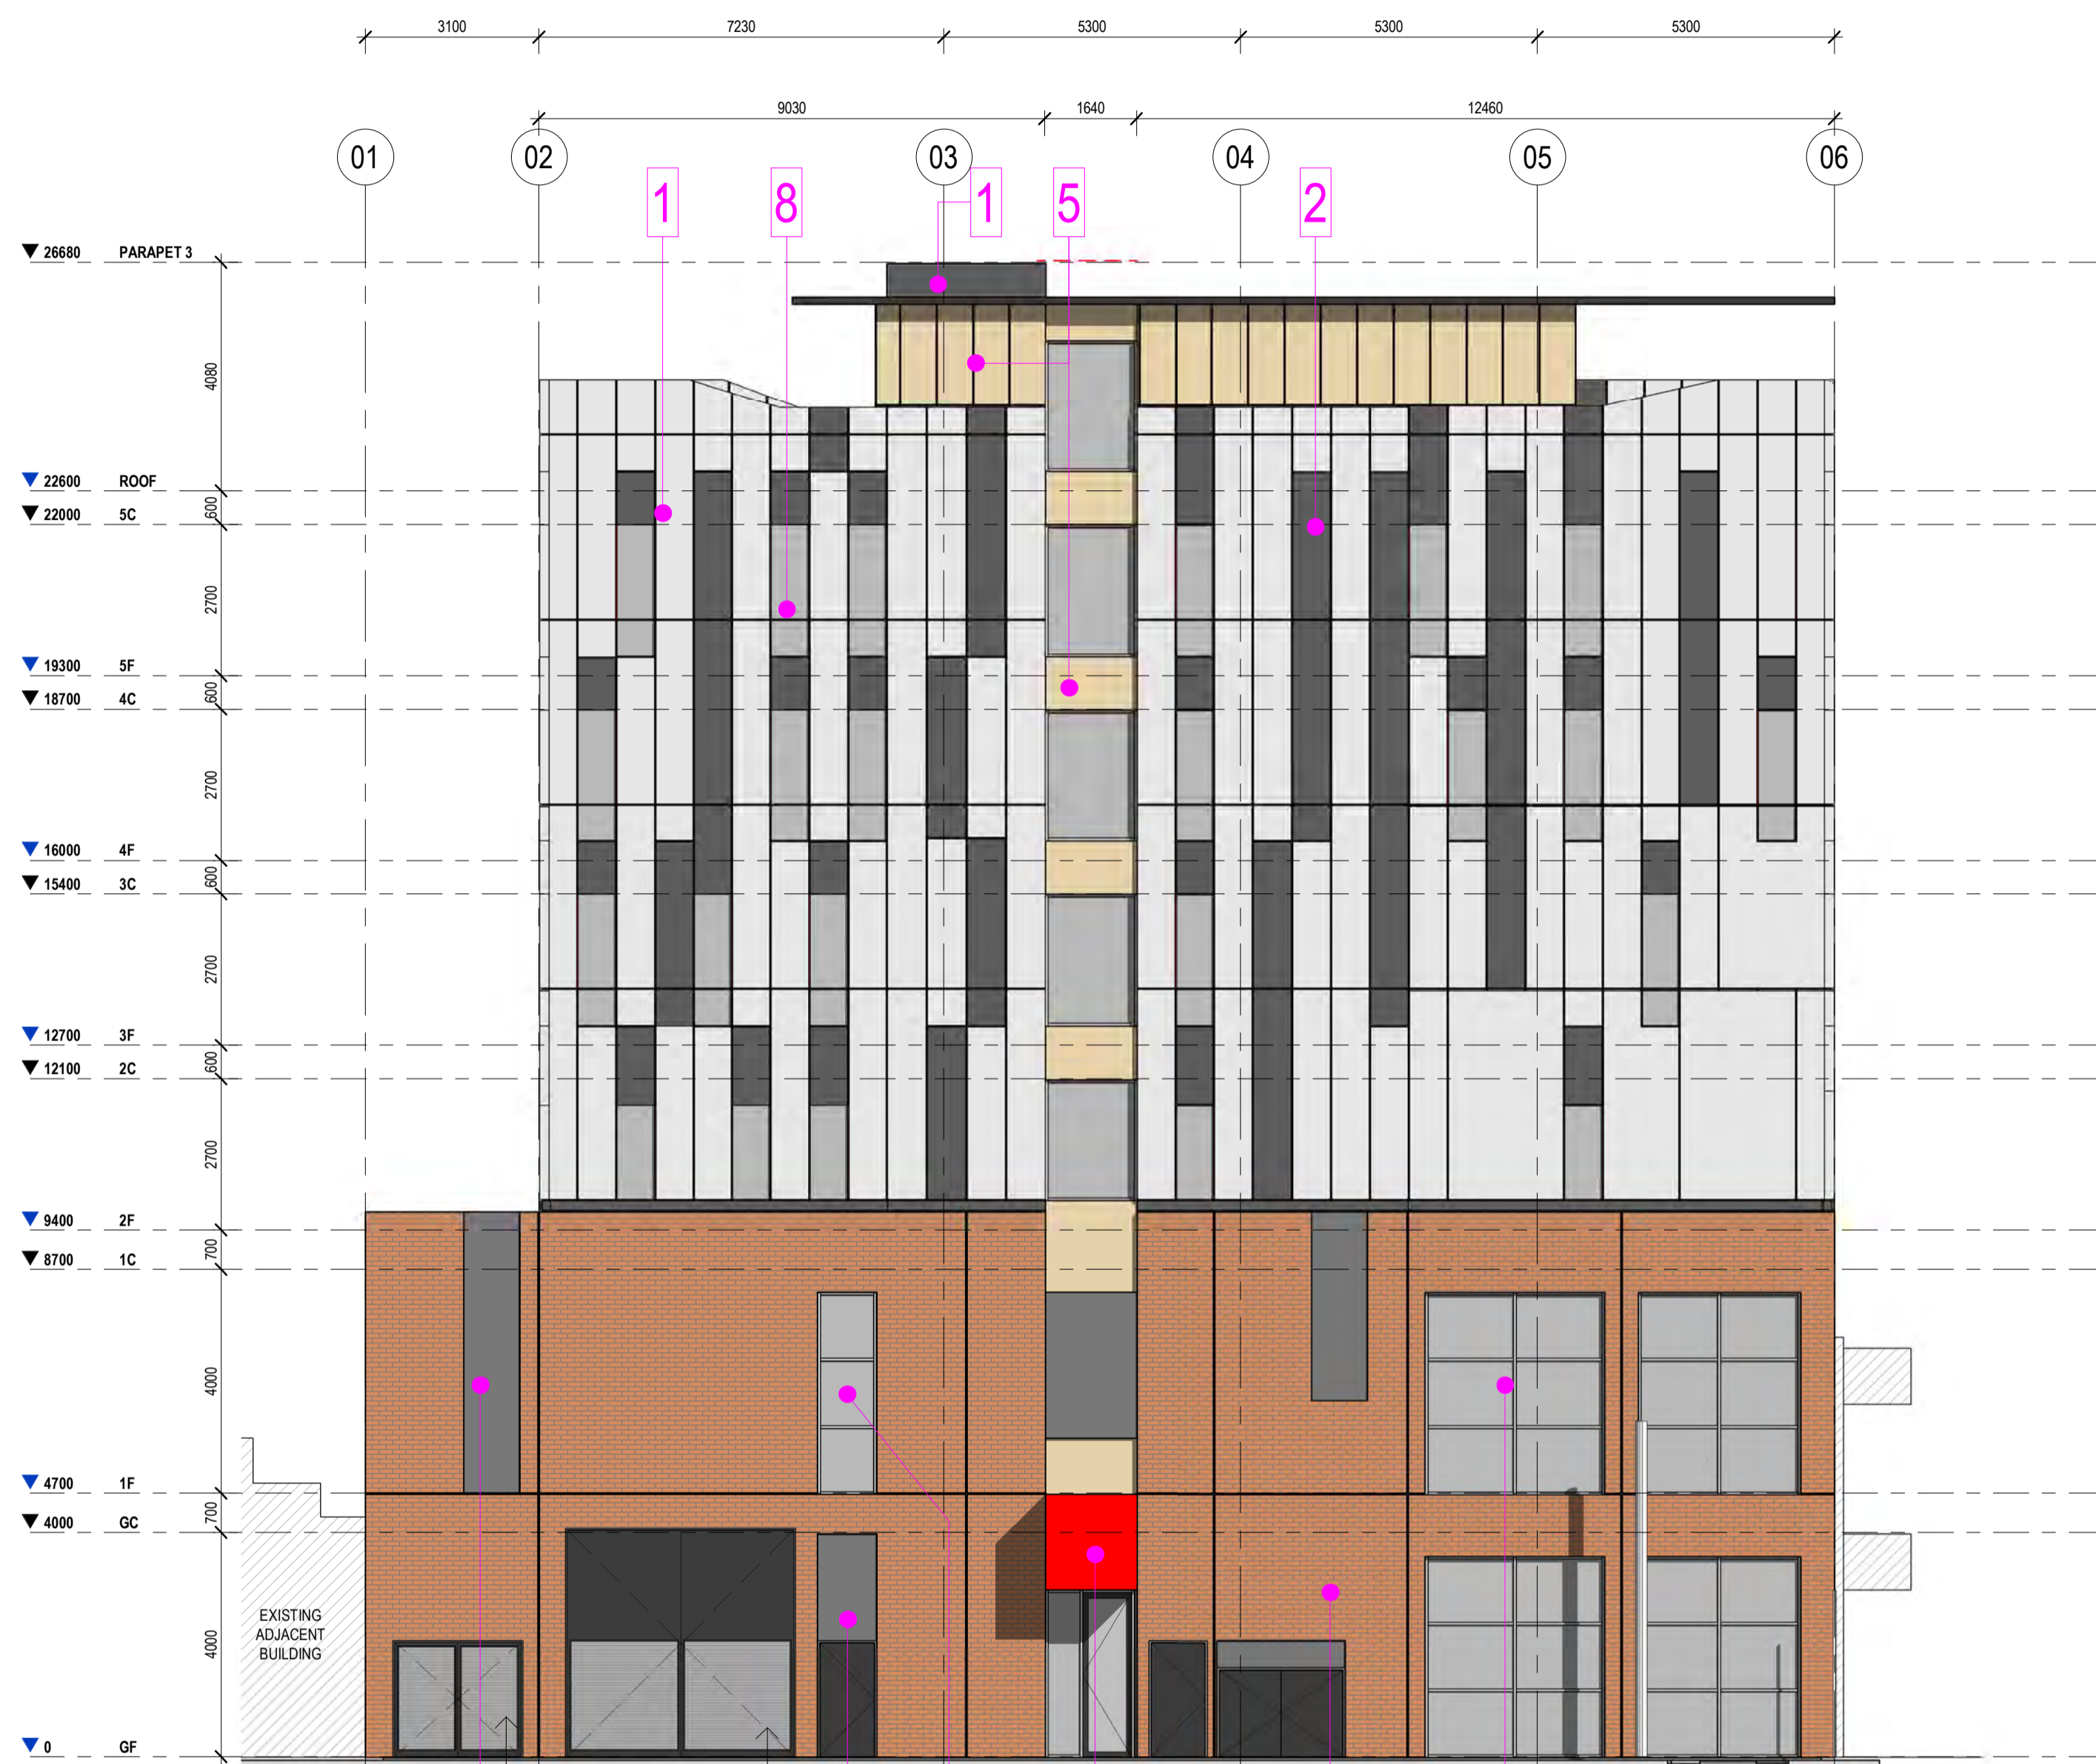 3100 7230 5300 5300 5300
9030 1640 12460
01 02 03 04 05 06
1 8 1 5 2
26680 PARAPET 3
4080
22600 ROOF
600
22000 5C
2700
19300 5F
600
18700 4C
2700
16000 4F
600
15400 3C
2700
12700 3F
600
12100 2C
2700
9400 2F
700
8700 1C
4000
4700 1F
700
4000 GC
4000
EXISTING
ADJACENT
BUILDING
0 GF